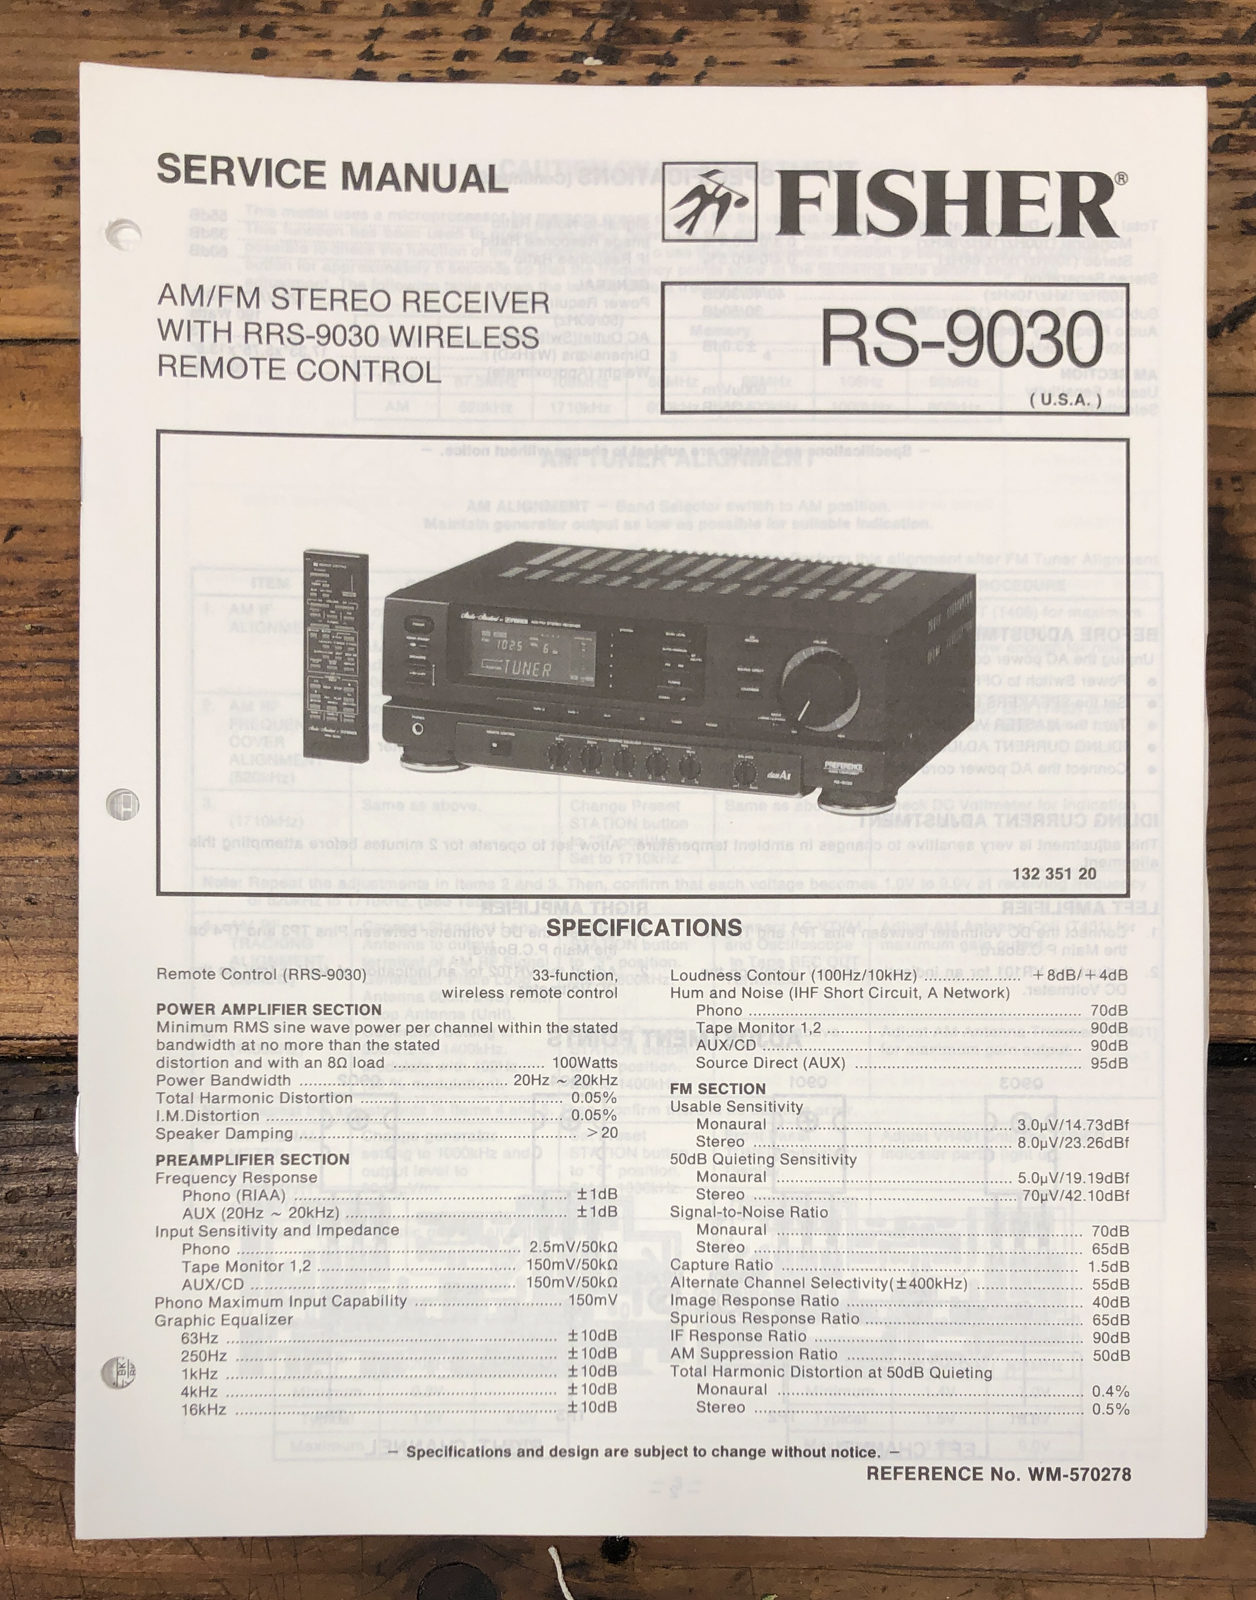 SERVICE MANUAL
FISHER®
AM/FM STEREO RECEIVER
WITH RRS-9030 WIRELESS
REMOTE CONTROL
RS-9030
( U.S.A. )
1025 6
TUNER
132 351 20
SPECIFICATIONS
Remote Control (RRS-9030) 33-function,
wireless remote control
POWER AMPLIFIER SECTION
Minimum RMS sine wave power per channel within the stated
bandwidth at no more than the stated
distortion and with an 8Ω load ........ 100Watts
Power Bandwidth ........ 20Hz ~ 20kHz
Total Harmonic Distortion ........ 0.05%
I.M.Distortion ........ 0.05%
Speaker Damping ........ >20
PREAMPLIFIER SECTION
Frequency Response
Phono (RIAA) ........ ±1dB
AUX (20Hz ~ 20kHz) ........ ±1dB
Input Sensitivity and Impedance
Phono ........ 2.5mV/50kΩ
Tape Monitor 1,2 ........ 150mV/50kΩ
AUX/CD ........ 150mV/50kΩ
Phono Maximum Input Capability ........ 150mV
Graphic Equalizer
63Hz ........ ±10dB
250Hz ........ ±10dB
1kHz ........ ±10dB
4kHz ........ ±10dB
16kHz ........ ±10dB
Loudness Contour (100Hz/10kHz) ........ +8dB/+4dB
Hum and Noise (IHF Short Circuit, A Network)
Phono ........ 70dB
Tape Monitor 1,2 ........ 90dB
AUX/CD ........ 90dB
Source Direct (AUX) ........ 95dB
FM SECTION
Usable Sensitivity
Monaural ........ 3.0µV/14.73dBf
Stereo ........ 8.0µV/23.26dBf
50dB Quieting Sensitivity
Monaural ........ 5.0µV/19.19dBf
Stereo ........ 70µV/42.10dBf
Signal-to-Noise Ratio
Monaural ........ 70dB
Stereo ........ 65dB
Capture Ratio ........ 1.5dB
Alternate Channel Selectivity(±400kHz) ........ 55dB
Image Response Ratio ........ 40dB
Spurious Response Ratio ........ 65dB
IF Response Ratio ........ 90dB
AM Suppression Ratio ........ 50dB
Total Harmonic Distortion at 50dB Quieting
Monaural ........ 0.4%
Stereo ........ 0.5%
— Specifications and design are subject to change without notice. —
REFERENCE No. WM-570278